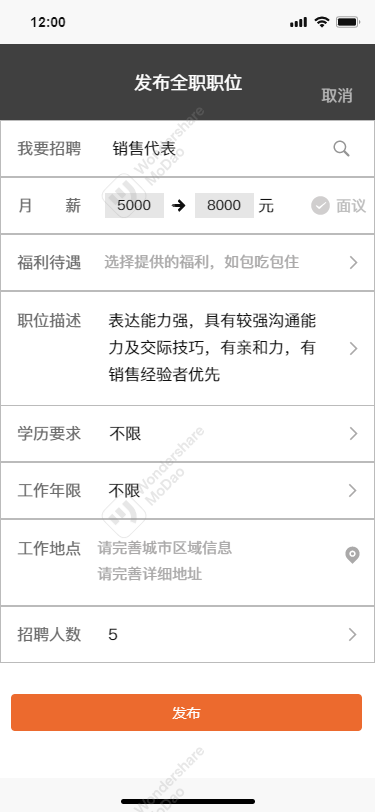 12:00
发布全职职位
取消
我要招聘 销售代表
月 薪 5000 8000 元 面议
福利待遇 选择提供的福利，如包吃包住
职位描述 表达能力强，具有较强沟通能
力及交际技巧，有亲和力，有
销售经验者优先
学历要求 不限
工作年限 不限
工作地点 请完善城市区域信息
请完善详细地址
招聘人数 5
发布
Wondershare
MoDao
Wondershare
MoDao
Wondershare
MoDao